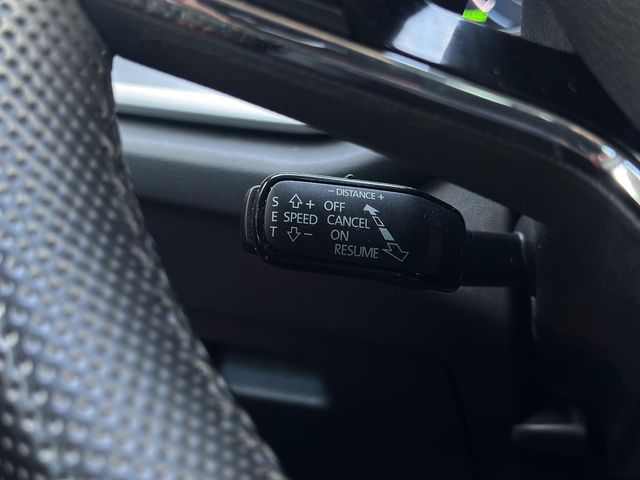 − DISTANCE +
S + OFF
E SPEED CANCEL
T − ON
RESUME